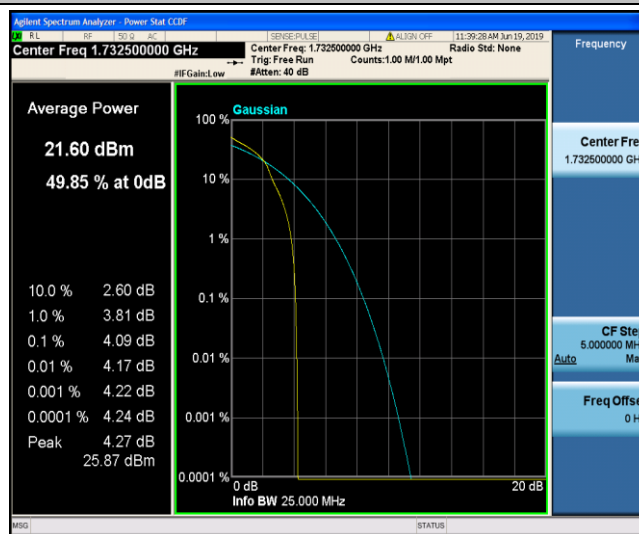 Agilent Spectrum Analyzer - Power Stat CCDF
RL RF 50 Ω AC SENSE:PULSE ALIGN OFF 11:39:28 AM Jun 19, 2019
Center Freq 1.732500000 GHz
Center Freq: 1.732500000 GHz Radio Std: None
Trig: Free Run Counts:1.00 M/1.00 Mpt
#IFGain:Low #Atten: 40 dB
Frequency
Average Power
21.60 dBm
49.85 % at 0dB
10.0 % 2.60 dB
1.0 % 3.81 dB
0.1 % 4.09 dB
0.01 % 4.17 dB
0.001 % 4.22 dB
0.0001 % 4.24 dB
Peak 4.27 dB
25.87 dBm
Gaussian
100 %
10 %
1 %
0.1 %
0.01 %
0.001 %
0.0001 %
0 dB 20 dB
Info BW 25.000 MHz
Center Fre
1.732500000 GH
CF Ste
5.000000 MH
Auto Ma
Freq Offse
0 H
MSG STATUS